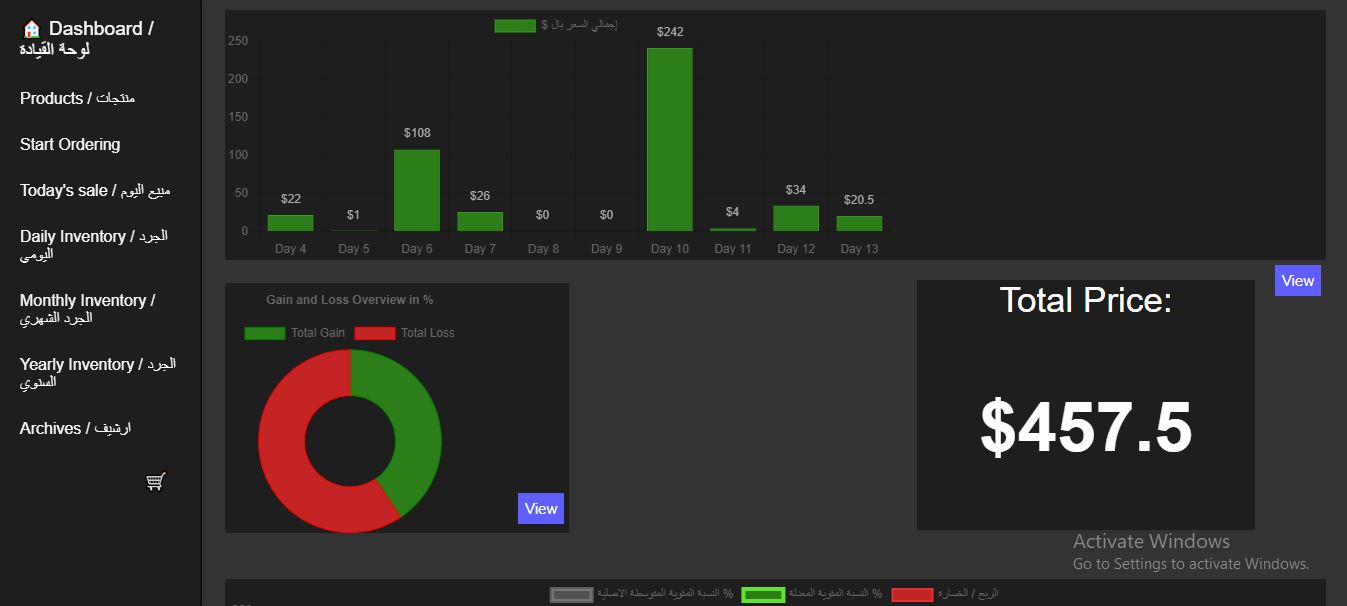 🏠 Dashboard /
لوحة القيادة
Products / منتجات
Start Ordering
Today's sale / مبيع اليوم
Daily Inventory / الجرد
اليومي
Monthly Inventory /
الجرد الشهري
Yearly Inventory / الجرد
السنوي
Archives / ارشيف
إجمالي السعر بال $
250
200
150
100
50
0
$22
$1
$108
$26
$0
$0
$242
$4
$34
$20.5
Day 4
Day 5
Day 6
Day 7
Day 8
Day 9
Day 10
Day 11
Day 12
Day 13
View
Gain and Loss Overview in %
Total Gain
Total Loss
View
Total Price:
$457.5
Activate Windows
Go to Settings to activate Windows.
النسبة المئوية المتوسطة الاصلية %
النسبة المئوية المعدلة %
الربح / الخسارة